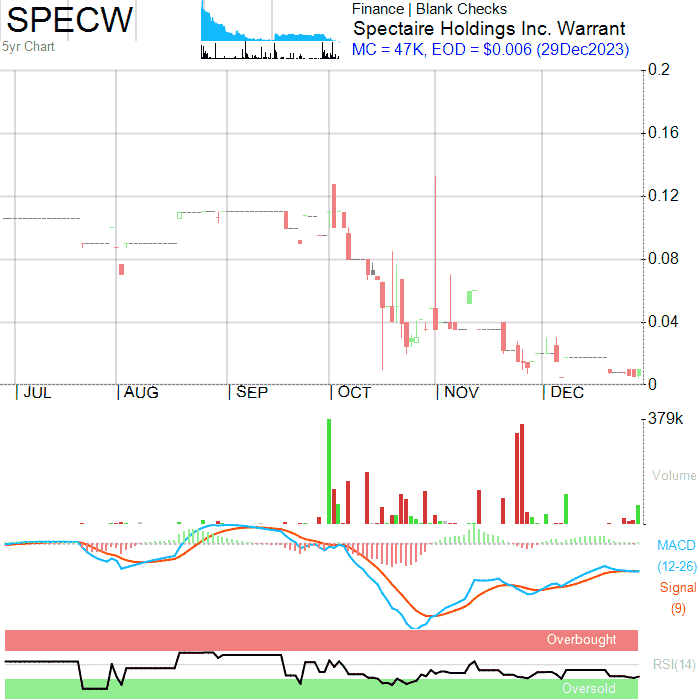 SPECW
5yr Chart
Finance | Blank Checks
Spectaire Holdings Inc. Warrant
MC = 47K, EOD = $0.006 (29Dec2023)
0.2
0.16
0.12
0.08
0.04
0
JUL AUG SEP OCT NOV DEC
379k
Volume
MACD
(12-26)
Signal
(9)
Overbought
RSI(14)
Oversold